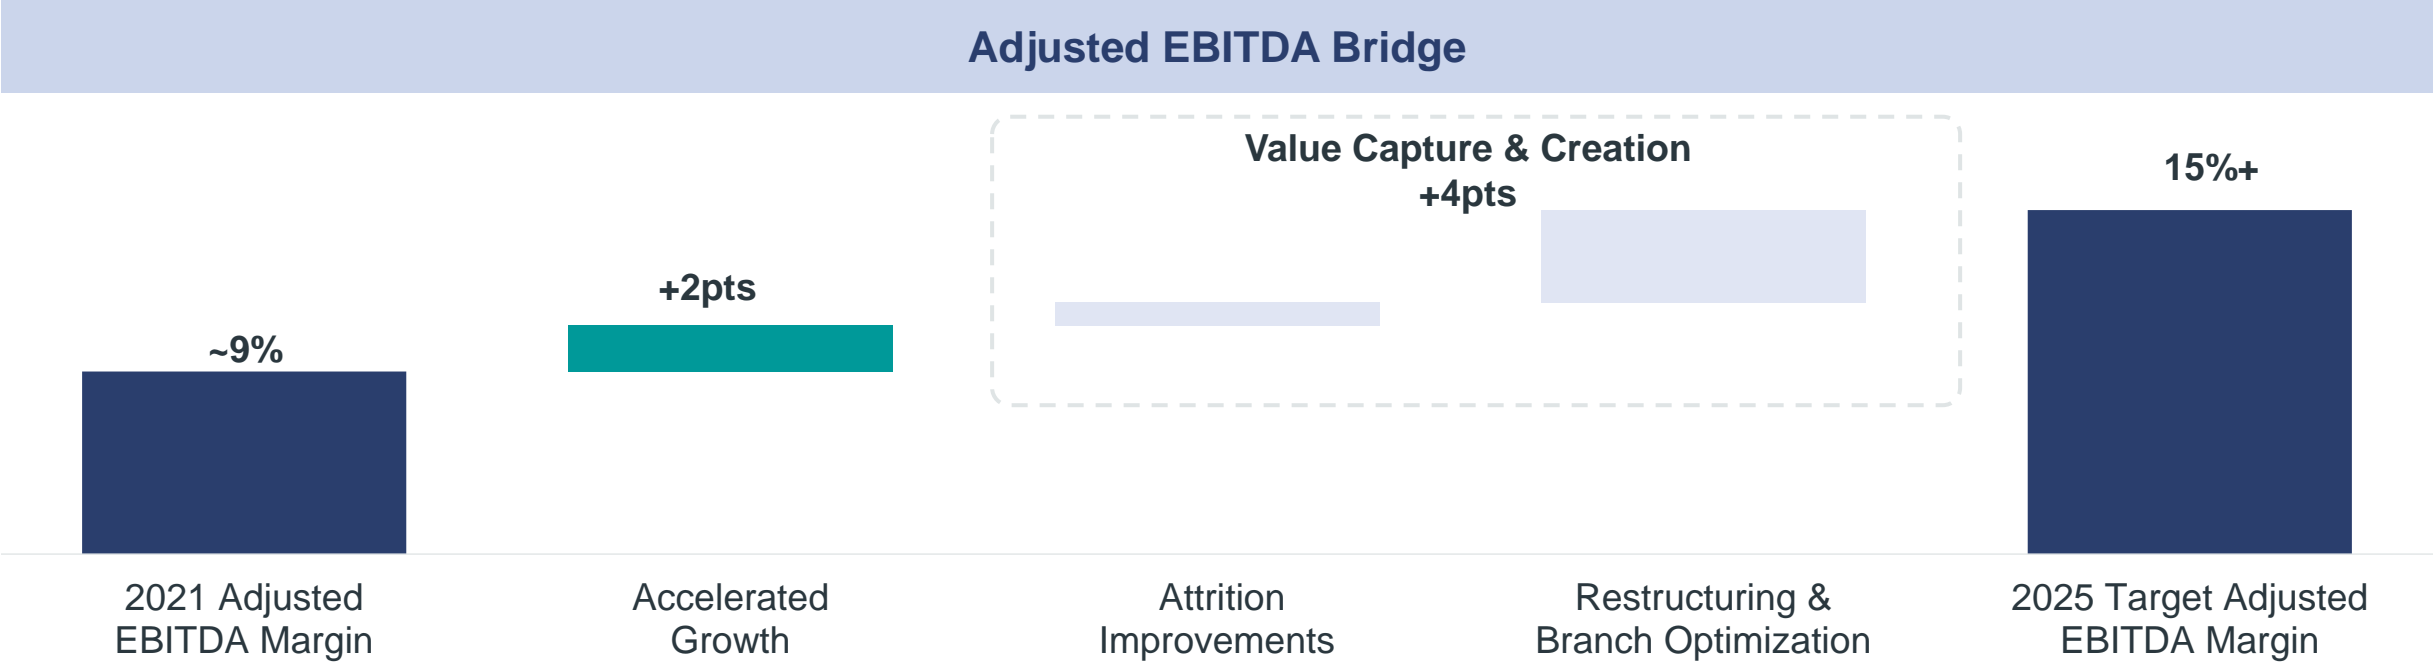 Adjusted EBITDA Bridge
Value Capture & Creation
+4pts
15%+
+2pts
~9%
2021 Adjusted
EBITDA Margin
Accelerated
Growth
Attrition
Improvements
Restructuring &
Branch Optimization
2025 Target Adjusted
EBITDA Margin